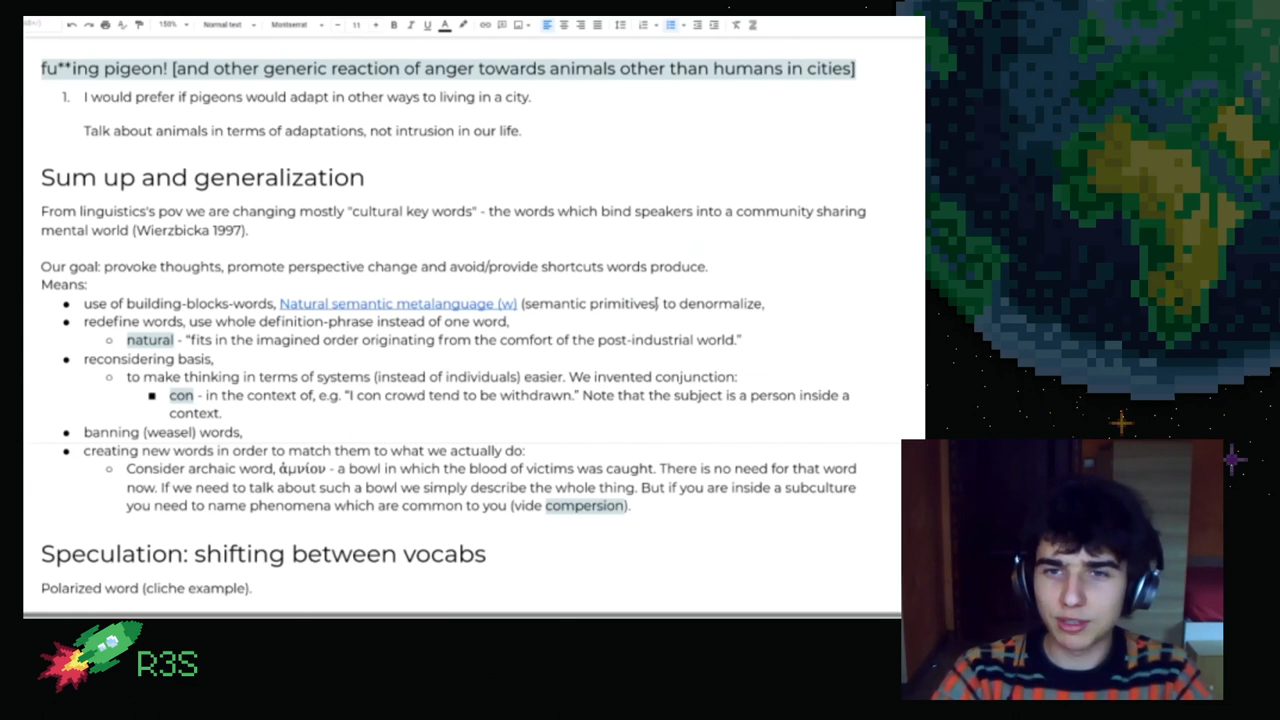 150% Normal text Montserrat - 11 + B I U A
fu**ing pigeon! [and other generic reaction of anger towards animals other than humans in cities]
1. I would prefer if pigeons would adapt in other ways to living in a city.
Talk about animals in terms of adaptations, not intrusion in our life.
Sum up and generalization
From linguistics's pov we are changing mostly "cultural key words" - the words which bind speakers into a community sharing
mental world (Wierzbicka 1997).
Our goal: provoke thoughts, promote perspective change and avoid/provide shortcuts words produce.
Means:
● use of building-blocks-words, Natural semantic metalanguage (w) (semantic primitives) to denormalize,
● redefine words, use whole definition-phrase instead of one word,
○ natural - “fits in the imagined order originating from the comfort of the post-industrial world.”
● reconsidering basis,
○ to make thinking in terms of systems (instead of individuals) easier. We invented conjunction:
■ con - in the context of, e.g. “I con crowd tend to be withdrawn.” Note that the subject is a person inside a
context.
● banning (weasel) words,
● creating new words in order to match them to what we actually do:
○ Consider archaic word, ἀμνίον - a bowl in which the blood of victims was caught. There is no need for that word
now. If we need to talk about such a bowl we simply describe the whole thing. But if you are inside a subculture
you need to name phenomena which are common to you (vide compersion).
Speculation: shifting between vocabs
Polarized word (cliche example).
R3S